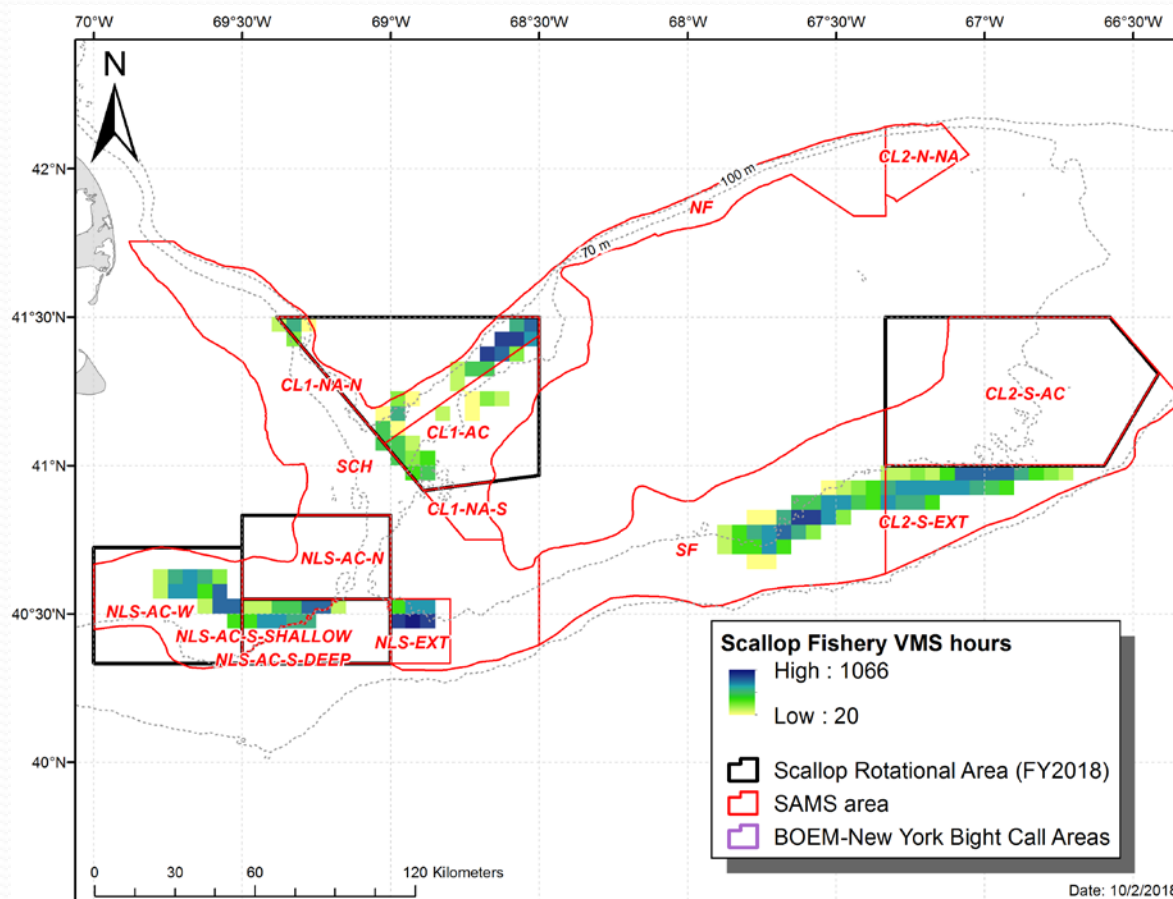 70°W 69°30'W 69°W 68°30'W 68°W 67°30'W 67°W 66°30'W
N
42°N
41°30'N
41°N
40°30'N
40°N
CL2-N-NA
100 m
NF
70 m
CL1-NA-N
CL2-S-AC
CL1-AC
SCH
CL1-NA-S
CL2-S-EXT
SF
NLS-AC-N
NLS-AC-W
NLS-AC-S-SHALLOW
NLS-EXT
NLS-AC-S-DEEP
Scallop Fishery VMS hours
High : 1066
Low : 20
Scallop Rotational Area (FY2018)
SAMS area
BOEM-New York Bight Call Areas
0 30 60 120 Kilometers
Date: 10/2/2018